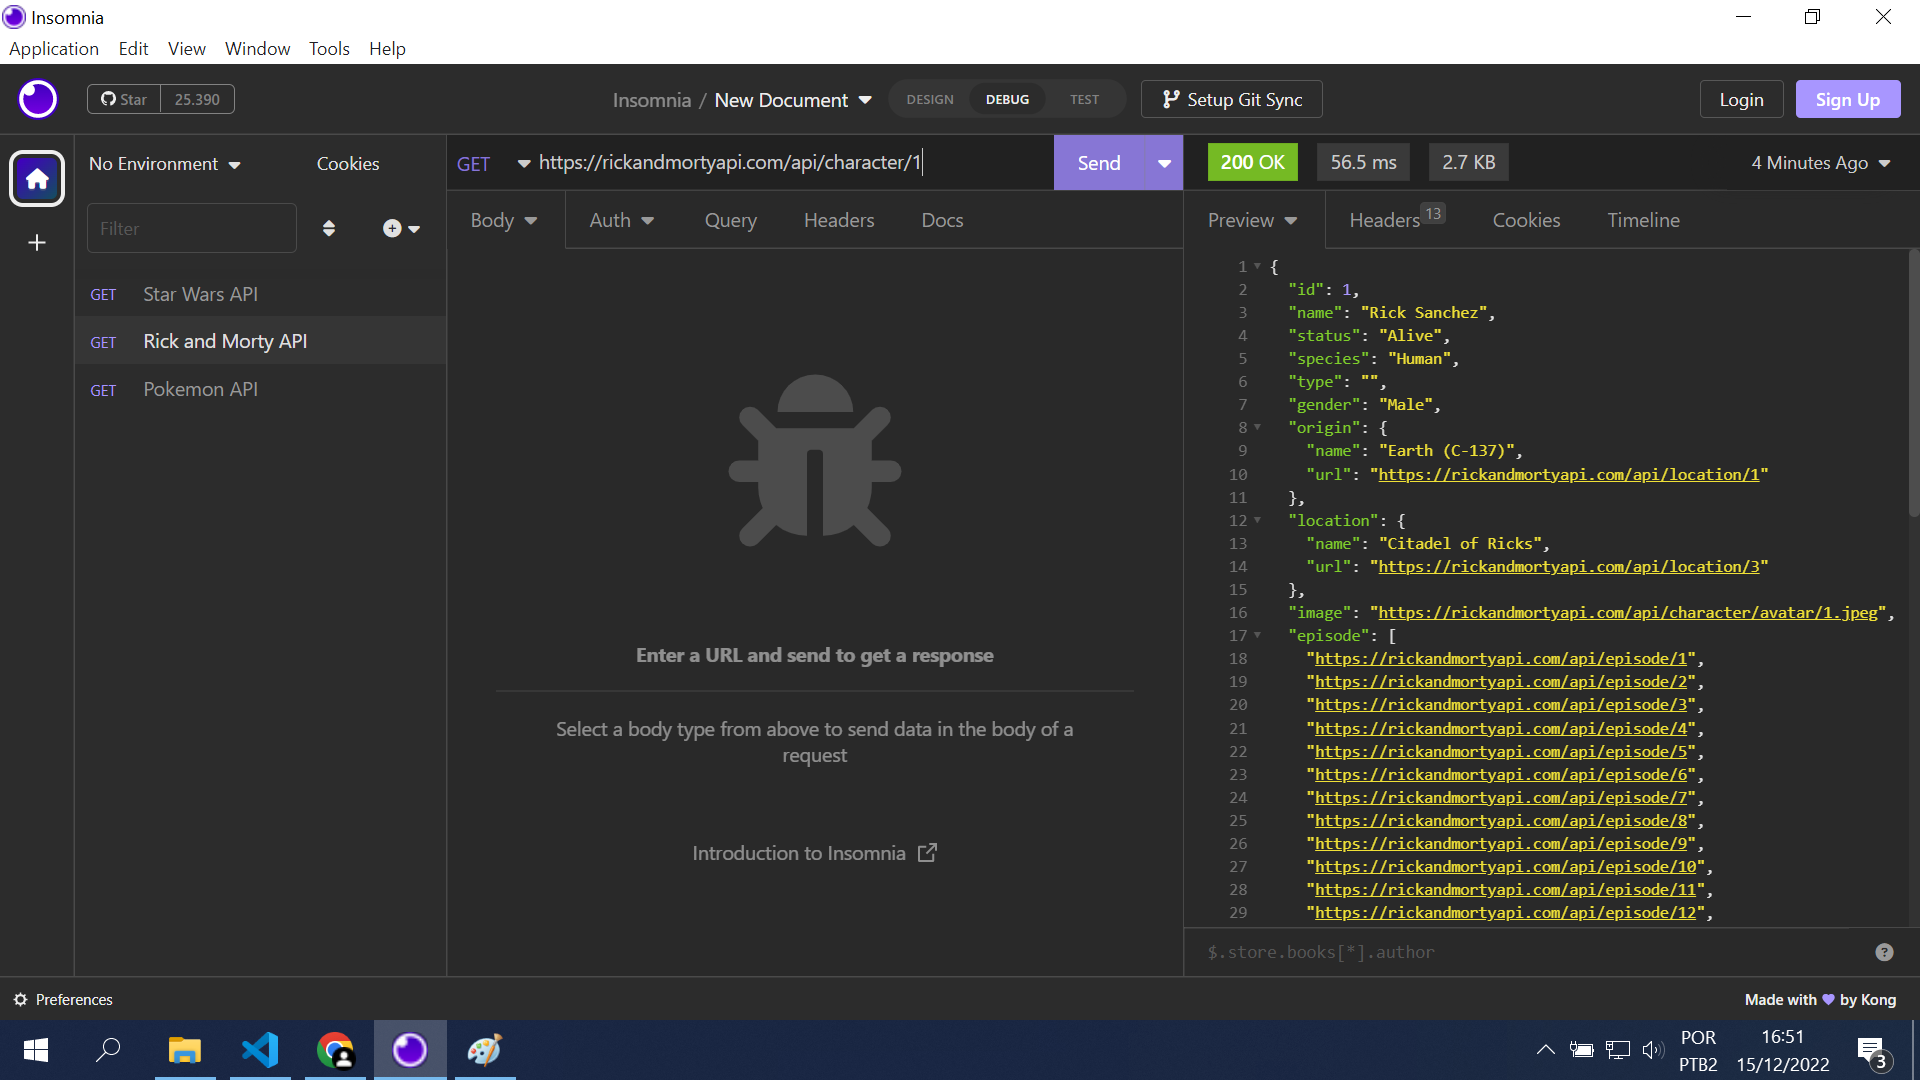 Insomnia
Application Edit View Window Tools Help
Star 25.390
Insomnia / New Document
DESIGN DEBUG TEST
Setup Git Sync
Login Sign Up
No Environment Cookies
GET https://rickandmortyapi.com/api/character/1 Send
200 OK 56.5 ms 2.7 KB 4 Minutes Ago
Filter
Body Auth Query Headers Docs
Preview Headers 13 Cookies Timeline
GET Star Wars API
GET Rick and Morty API
GET Pokemon API
Enter a URL and send to get a response
Select a body type from above to send data in the body of a
request
Introduction to Insomnia
1 {
2 "id": 1,
3 "name": "Rick Sanchez",
4 "status": "Alive",
5 "species": "Human",
6 "type": "",
7 "gender": "Male",
8 "origin": {
9 "name": "Earth (C-137)",
10 "url": "https://rickandmortyapi.com/api/location/1"
11 },
12 "location": {
13 "name": "Citadel of Ricks",
14 "url": "https://rickandmortyapi.com/api/location/3"
15 },
16 "image": "https://rickandmortyapi.com/api/character/avatar/1.jpeg",
17 "episode": [
18 "https://rickandmortyapi.com/api/episode/1",
19 "https://rickandmortyapi.com/api/episode/2",
20 "https://rickandmortyapi.com/api/episode/3",
21 "https://rickandmortyapi.com/api/episode/4",
22 "https://rickandmortyapi.com/api/episode/5",
23 "https://rickandmortyapi.com/api/episode/6",
24 "https://rickandmortyapi.com/api/episode/7",
25 "https://rickandmortyapi.com/api/episode/8",
26 "https://rickandmortyapi.com/api/episode/9",
27 "https://rickandmortyapi.com/api/episode/10",
28 "https://rickandmortyapi.com/api/episode/11",
29 "https://rickandmortyapi.com/api/episode/12",
$.store.books[*].author ?
Preferences
Made with 💜 by Kong
POR
PTB2
16:51
15/12/2022
3